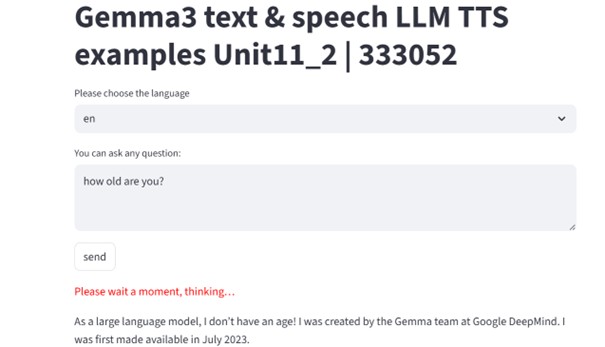 Gemma3 text & speech LLM TTS
examples Unit11_2 | 333052
Please choose the language
en
You can ask any question:
how old are you?
send
Please wait a moment, thinking...
As a large language model, I don't have an age! I was created by the Gemma team at Google DeepMind. I
was first made available in July 2023.